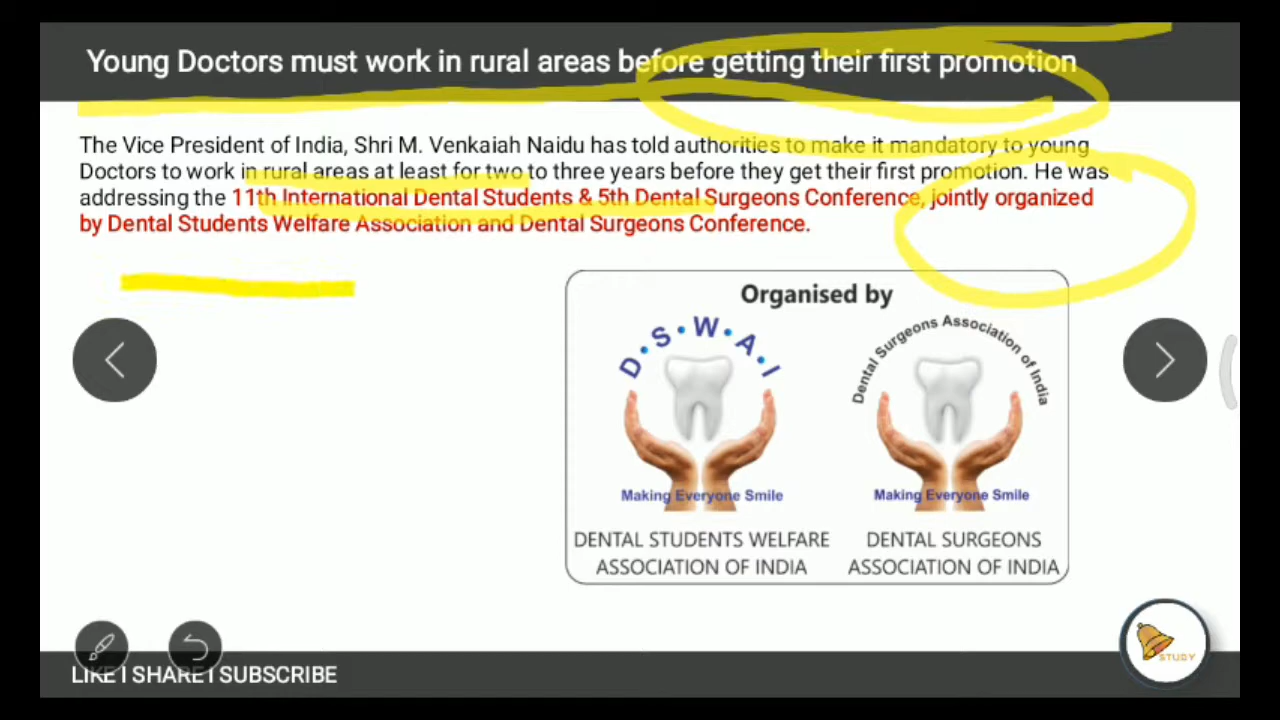 Young Doctors must work in rural areas before getting their first promotion
The Vice President of India, Shri M. Venkaiah Naidu has told authorities to make it mandatory to young
Doctors to work in rural areas at least for two to three years before they get their first promotion. He was
addressing the 11th International Dental Students & 5th Dental Surgeons Conference, jointly organized
by Dental Students Welfare Association and Dental Surgeons Conference.
Organised by
D·S·W·A·I
Dental Surgeons Association of India
Making Everyone Smile
Making Everyone Smile
DENTAL STUDENTS WELFARE
ASSOCIATION OF INDIA
DENTAL SURGEONS
ASSOCIATION OF INDIA
STUDY
LIKE I SHARE I SUBSCRIBE